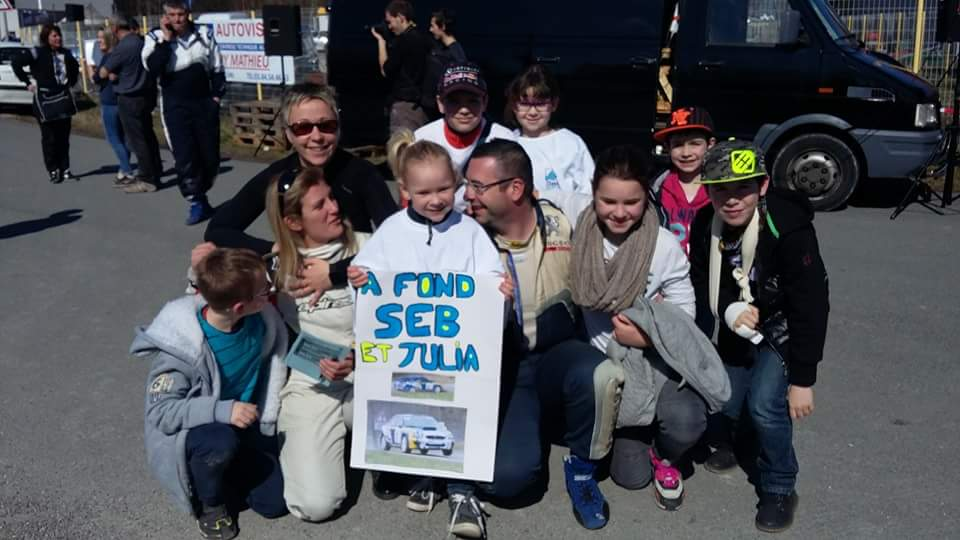 AUTOVIS
MATHIEU
A FOND
SEB
ET JULIA